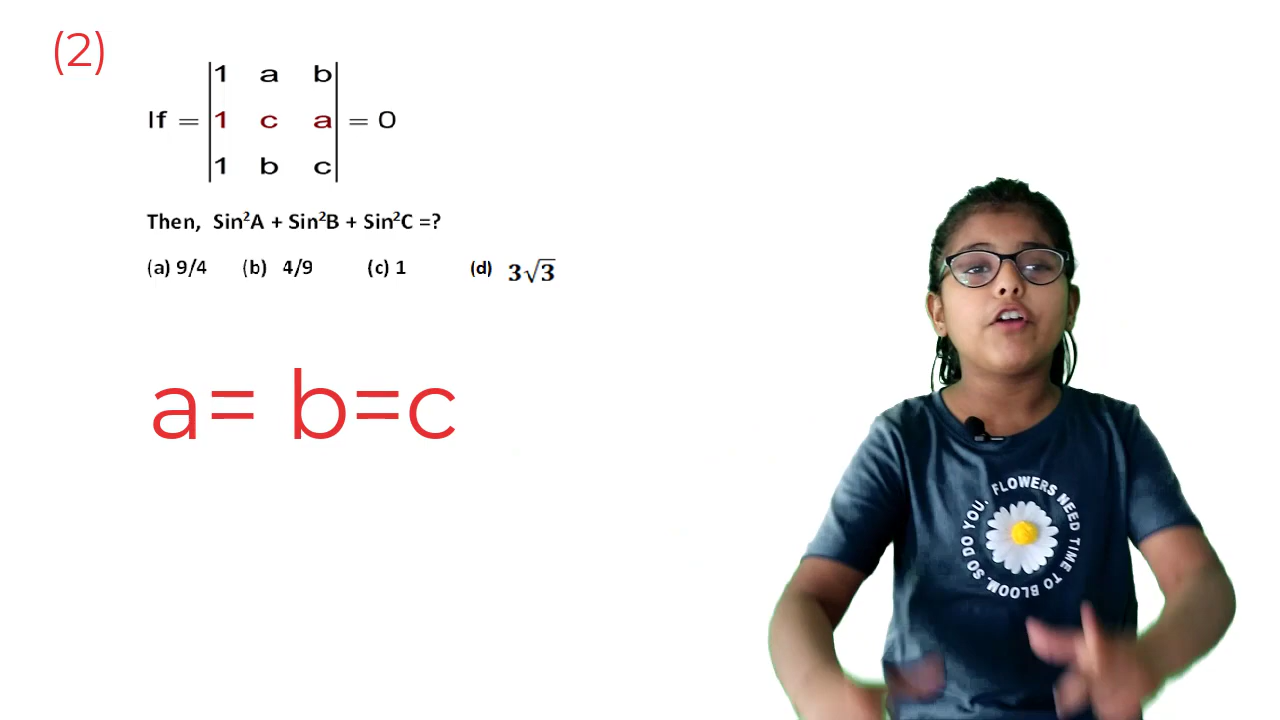 (2)
1 a b
If = 1 c a = 0
1 b c
Then, Sin²A + Sin²B + Sin²C =?
(a) 9/4 (b) 4/9 (c) 1 (d) 3√3
a= b=c
FLOWERS NEED TIME TO BLOOM, SO DO YOU.